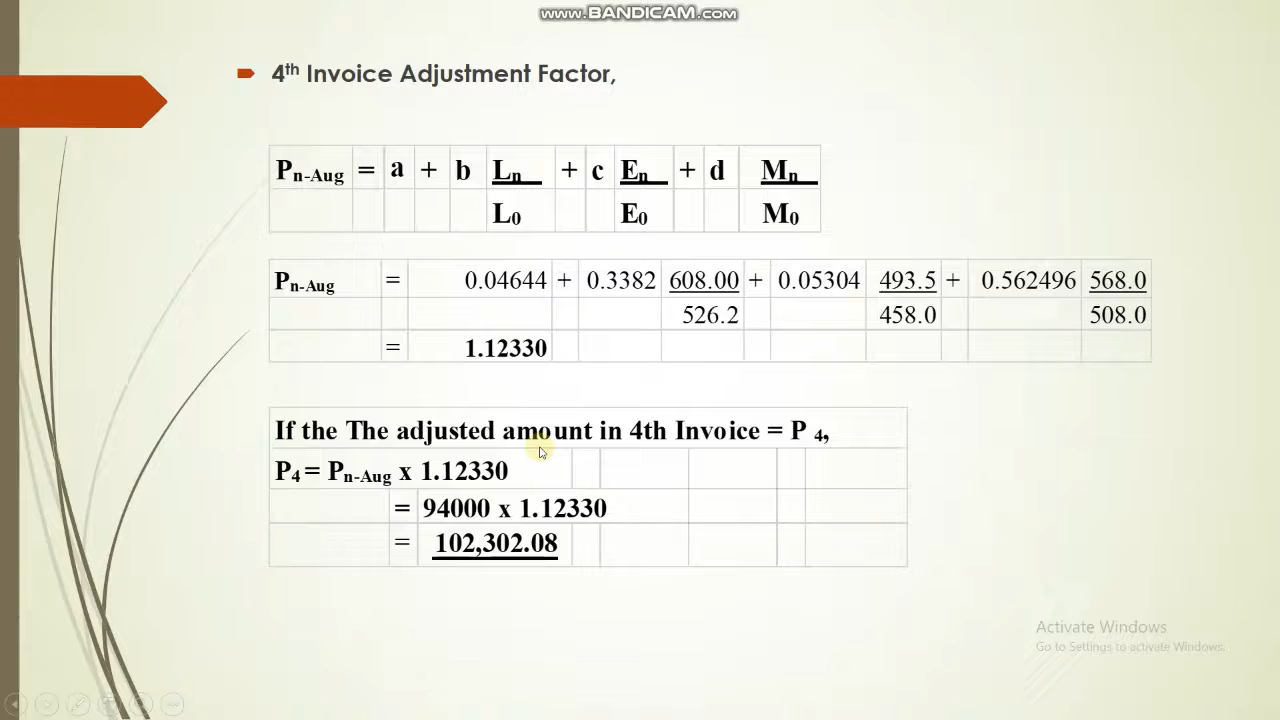 www.BANDICAM.com
4th Invoice Adjustment Factor,
Pn-Aug = a + b Ln + c En + d Mn
L0 E0 M0
Pn-Aug = 0.04644 + 0.3382 608.00 + 0.05304 493.5 + 0.562496 568.0
526.2 458.0 508.0
= 1.12330
If the The adjusted amount in 4th Invoice = P 4,
P4 = Pn-Aug x 1.12330
= 94000 x 1.12330
= 102,302.08
Activate Windows
Go to Settings to activate Windows.